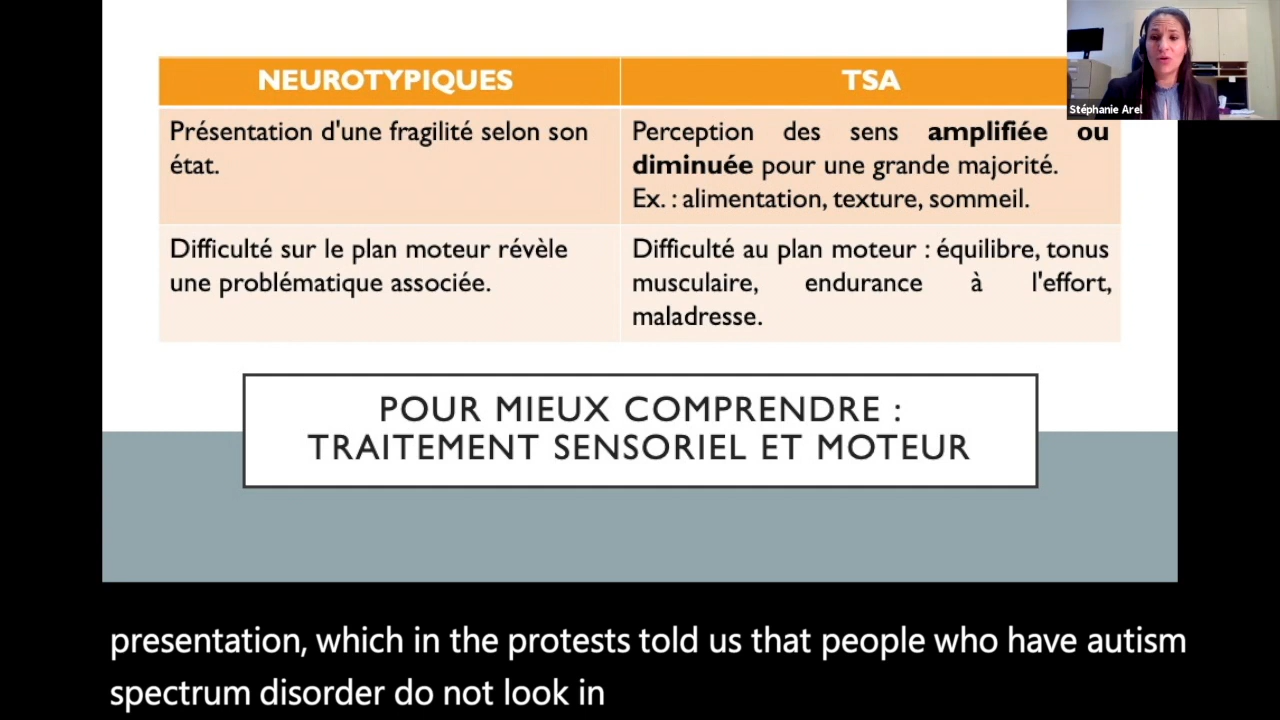 NEUROTYPIQUES
TSA
Présentation d'une fragilité selon son
état.
Perception des sens amplifiée ou
diminuée pour une grande majorité.
Ex. : alimentation, texture, sommeil.
Difficulté sur le plan moteur révèle
une problématique associée.
Difficulté au plan moteur : équilibre, tonus
musculaire, endurance à l'effort,
maladresse.
POUR MIEUX COMPRENDRE :
TRAITEMENT SENSORIEL ET MOTEUR
Stéphanie Arel
presentation, which in the protests told us that people who have autism
spectrum disorder do not look in